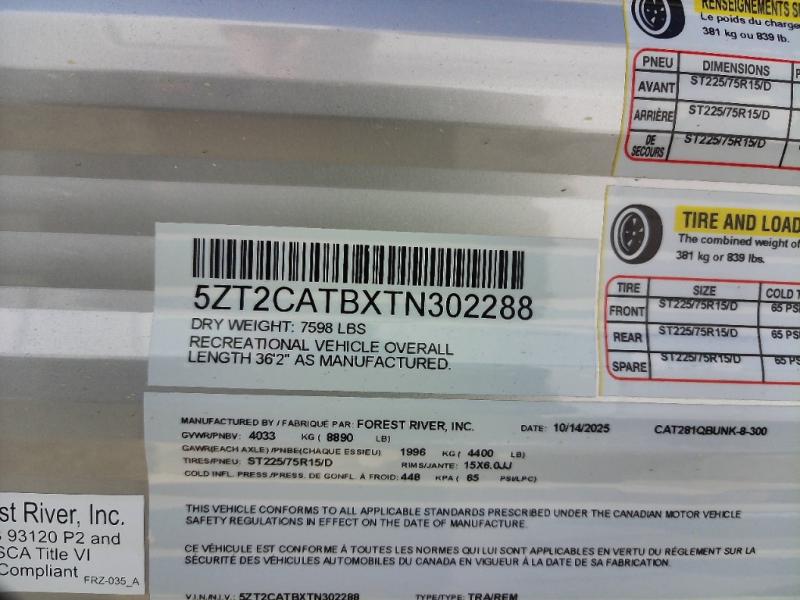 RENSEIGNEMENTS S
Le poids du charge
381 kg ou 839 lb.
PNEU DIMENSIONS P
AVANT ST225/75R15/D
ARRIÈRE ST225/75R15/D
DE SECOURS ST225/75R15/D
TIRE AND LOAD
The combined weight of
381 kg or 839 lbs.
TIRE SIZE COLD T
FRONT ST225/75R15/D 65 PSI
REAR ST225/75R15/D 65 PS
SPARE ST225/75R15/D 65 PS
5ZT2CATBXTN302288
DRY WEIGHT: 7598 LBS
RECREATIONAL VEHICLE OVERALL
LENGTH 36'2" AS MANUFACTURED.
MANUFACTURED BY / FABRIQUE PAR: FOREST RIVER, INC. DATE: 10/14/2025 CAT281QBUNK-8-300
GVWR/PNBV: 4033 KG ( 8890 LB)
GAWR(EACH AXLE) /PNBE(CHAQUE ESSIEU) 1996 KG ( 4400 LB)
TIRES/PNEU: ST225/75R15/D RIMS/JANTE: 15X6.0JJ
COLD INFL. PRESS/PRESS. DE GONFL. À FROID: 448 KPA ( 65 PSI/LPC)
THIS VEHICLE CONFORMS TO ALL APPLICABLE STANDARDS PRESCRIBED UNDER THE CANADIAN MOTOR VEHICLE
SAFETY REGULATIONS IN EFFECT ON THE DATE OF MANUFACTURE.
CE VÉHICULE EST CONFORME À TOUTES LES NORMES QUI LUI SONT APPLICABLES EN VERTU DU RÉGLEMENT SUR LA
SÉCURITÉ DES VÉHICULES AUTOMOBILES DU CANADA EN VIGUEUR À LA DATE DE SA FABRICATION.
V.I.N./N.I.V.: 5ZT2CATBXTN302288 TYPE/TYPE: TRA/REM
est River, Inc.
93120 P2 and
SCA Title VI
Compliant FRZ-035_A